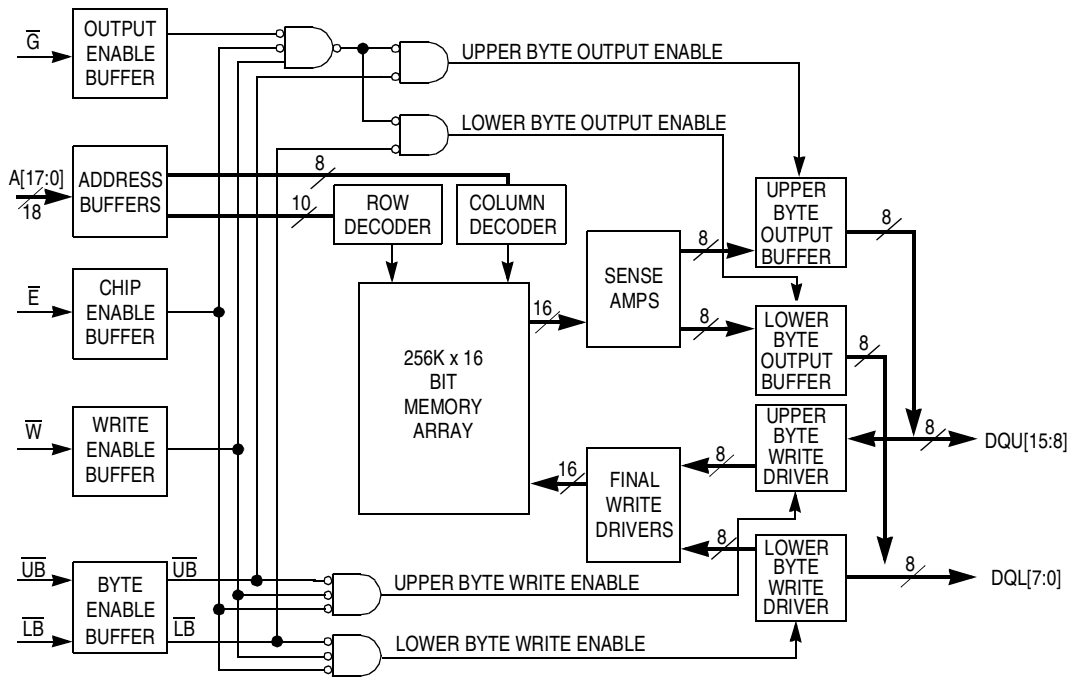 G̅
OUTPUT
ENABLE
BUFFER
UPPER BYTE OUTPUT ENABLE
LOWER BYTE OUTPUT ENABLE
A[17:0]
18
ADDRESS
BUFFERS
8
10
ROW
DECODER
COLUMN
DECODER
UPPER
BYTE
OUTPUT
BUFFER
8
8
E̅
CHIP
ENABLE
BUFFER
SENSE
AMPS
16
8
LOWER
BYTE
OUTPUT
BUFFER
8
256K x 16
BIT
MEMORY
ARRAY
W̅
WRITE
ENABLE
BUFFER
UPPER
BYTE
WRITE
DRIVER
8
DQU[15:8]
16
FINAL
WRITE
DRIVERS
8
8
LOWER
BYTE
WRITE
DRIVER
8
DQL[7:0]
U̅B̅
L̅B̅
BYTE
ENABLE
BUFFER
U̅B̅
L̅B̅
UPPER BYTE WRITE ENABLE
LOWER BYTE WRITE ENABLE